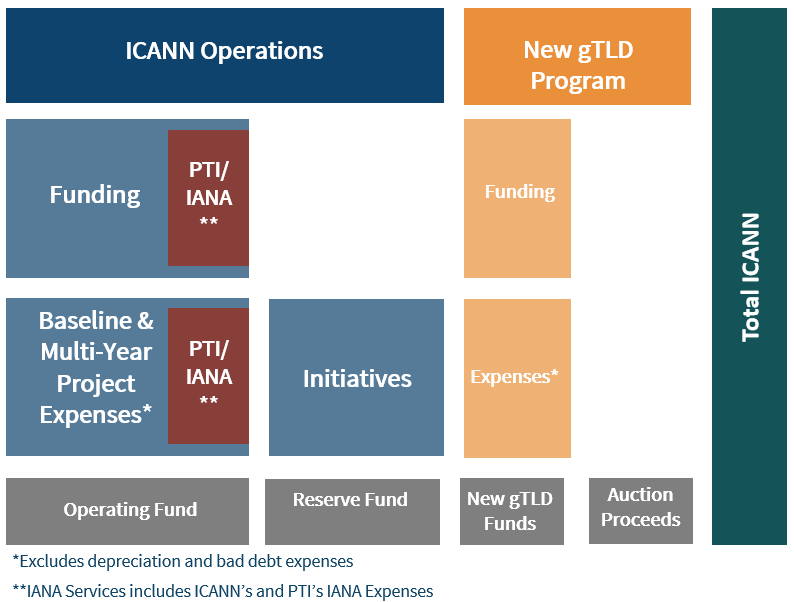 ICANN Operations
New gTLD
Program
Funding
PTI/
IANA
**
Funding
Total ICANN
Baseline &
Multi-Year
Project
Expenses*
PTI/
IANA
**
Initiatives
Expenses*
Operating Fund
Reserve Fund
New gTLD
Funds
Auction
Proceeds
*Excludes depreciation and bad debt expenses
**IANA Services includes ICANN’s and PTI’s IANA Expenses